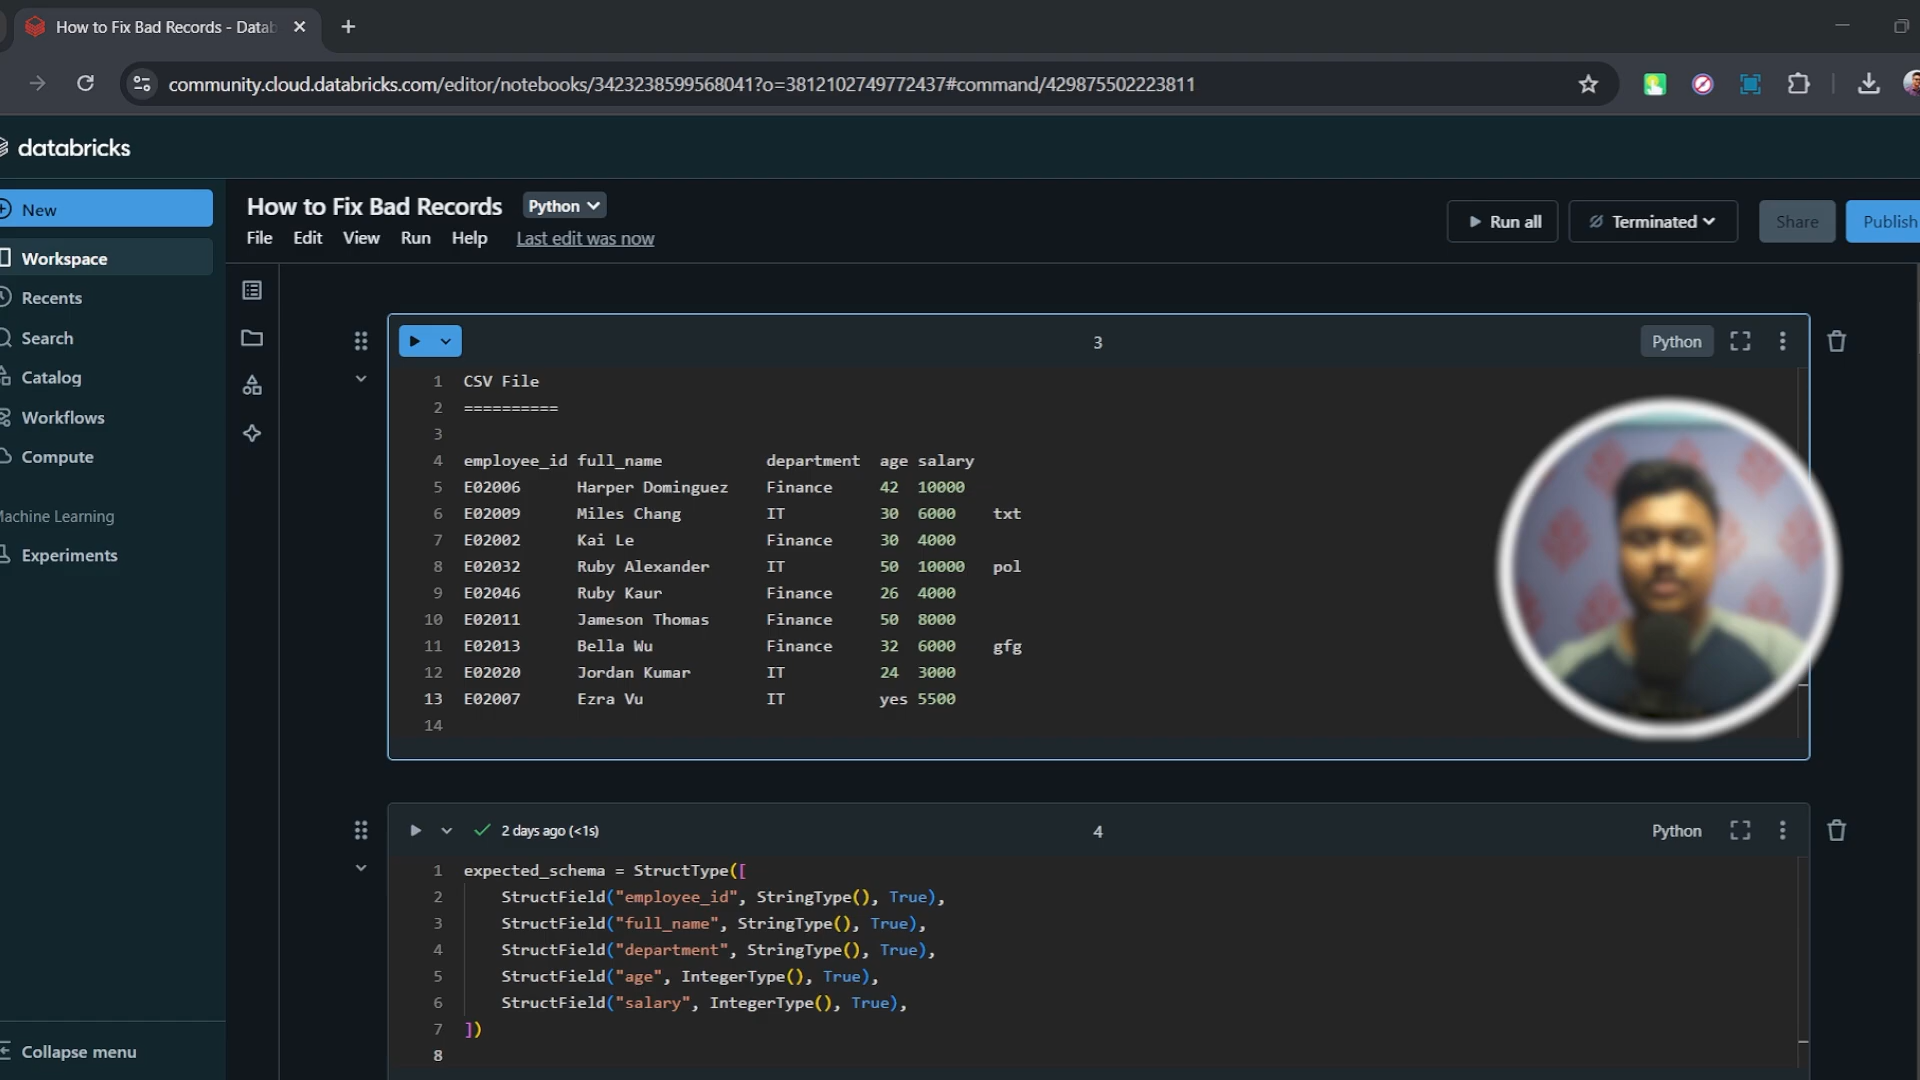 How to Fix Bad Records - Datab
community.cloud.databricks.com/editor/notebooks/3423238599568041?o=3812102749772437#command/429875502223811
databricks
New
Workspace
Recents
Search
Catalog
Workflows
Compute
Machine Learning
Experiments
Collapse menu
How to Fix Bad Records Python
File Edit View Run Help Last edit was now
Run all Terminated Share Publish
3 Python
1 CSV File
2 ==========
3
4 employee_id full_name department age salary
5 E02006 Harper Dominguez Finance 42 10000
6 E02009 Miles Chang IT 30 6000 txt
7 E02002 Kai Le Finance 30 4000
8 E02032 Ruby Alexander IT 50 10000 pol
9 E02046 Ruby Kaur Finance 26 4000
10 E02011 Jameson Thomas Finance 50 8000
11 E02013 Bella Wu Finance 32 6000 gfg
12 E02020 Jordan Kumar IT 24 3000
13 E02007 Ezra Vu IT yes 5500
14
2 days ago (<1s) 4 Python
1 expected_schema = StructType([
2 StructField("employee_id", StringType(), True),
3 StructField("full_name", StringType(), True),
4 StructField("department", StringType(), True),
5 StructField("age", IntegerType(), True),
6 StructField("salary", IntegerType(), True),
7 ])
8